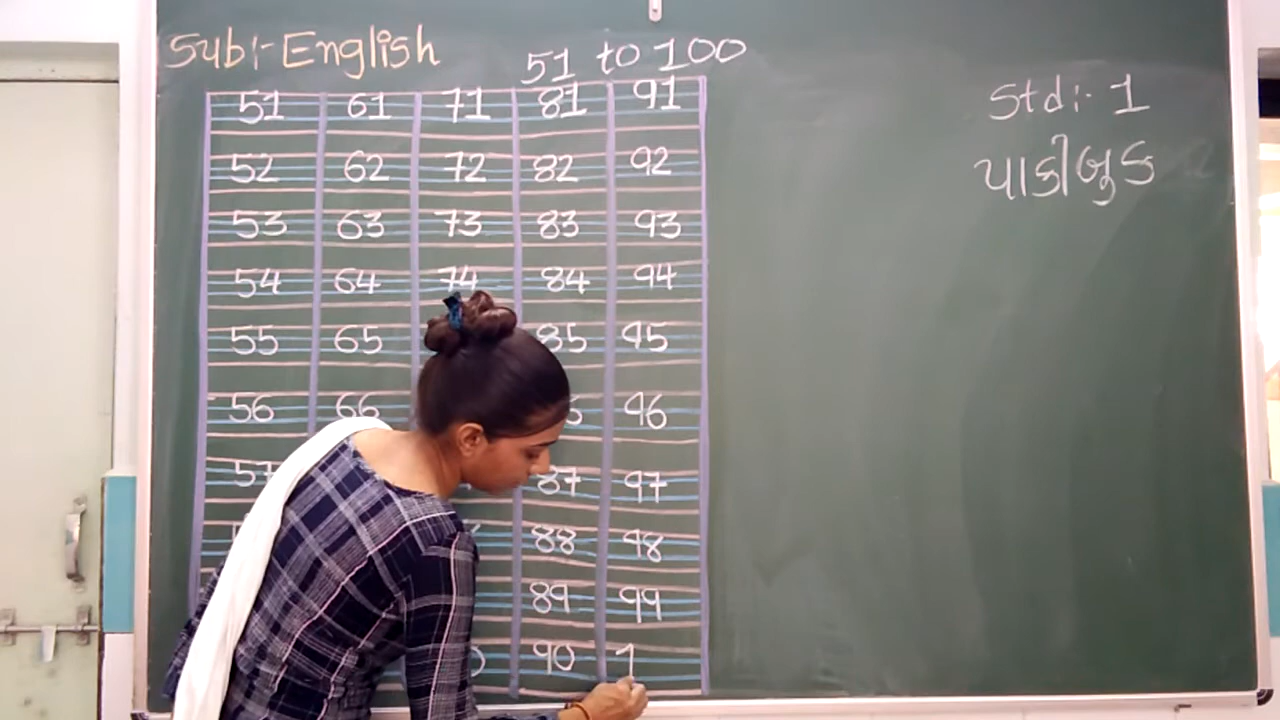 Sub:- English
51 to 100
Std:- 1
પાકીબુક
51 61 71 81 91
52 62 72 82 92
53 63 73 83 93
54 64 74 84 94
55 65 85 95
56 66 96
57 87 97
88 98
89 99
90 1